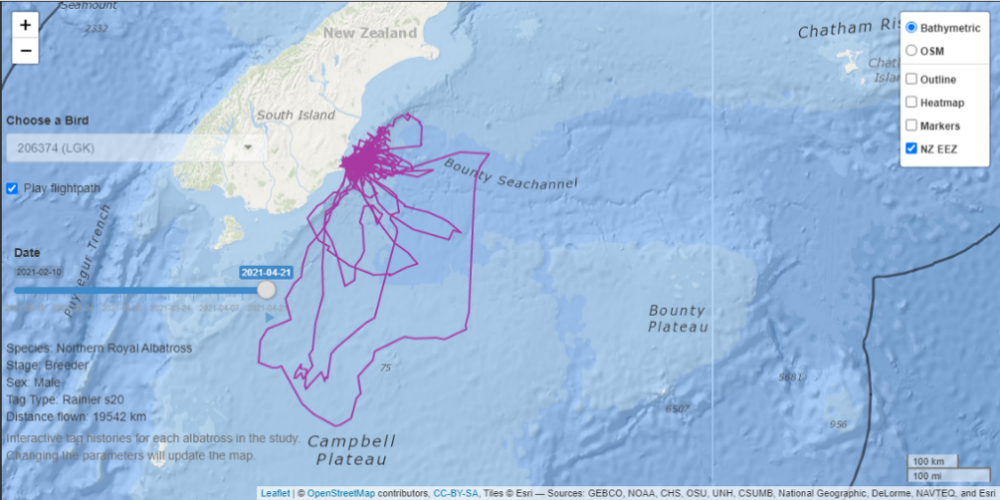 Seamount
2332
+
−
New Zealand
Chatham Ris
Bathymetric
OSM
Chat
Islan
Outline
Heatmap
Markers
NZ EEZ
South Island
Choose a Bird
206374 (LGK)
Bounty Seachannel
Play flightpath
Puysegur Trench
Date
2021-02-10
2021-04-21
Bounty
Plateau
Species: Northern Royal Albatross
Stage: Breeder
Sex: Male
Tag Type: Rainier s20
Distance flown: 19542 km
75
5681
6507
956
Interactive tag histories for each albatross in the study.
Changing the parameters will update the map.
Campbell
Plateau
100 km
100 mi
Leaflet | © OpenStreetMap contributors, CC-BY-SA, Tiles © Esri — Sources: GEBCO, NOAA, CHS, OSU, UNH, CSUMB, National Geographic, DeLorme, NAVTEQ, and Esri